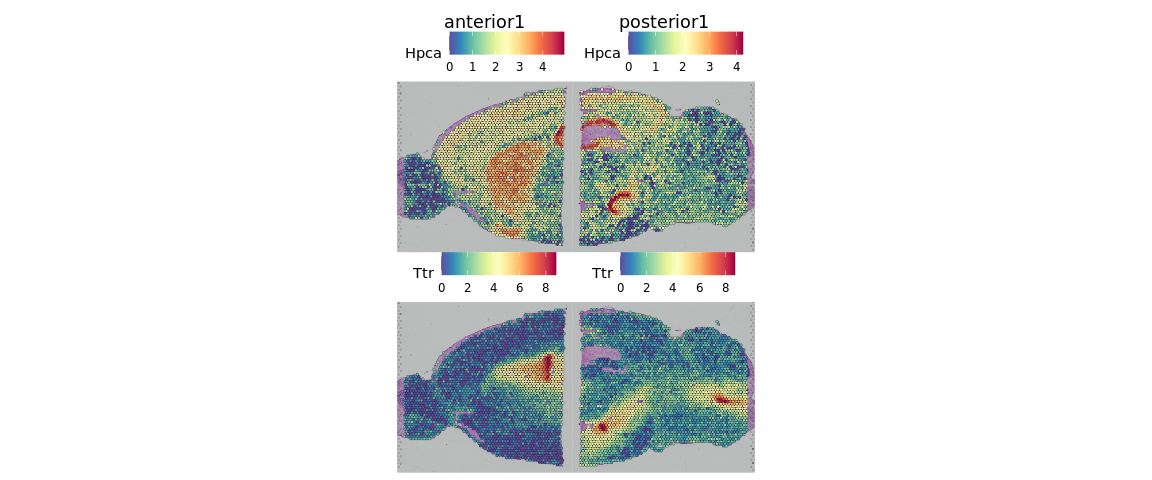 anterior1 posterior1
Hpca Hpca
0 1 2 3 4 0 1 2 3 4
Ttr Ttr
0 2 4 6 8 0 2 4 6 8